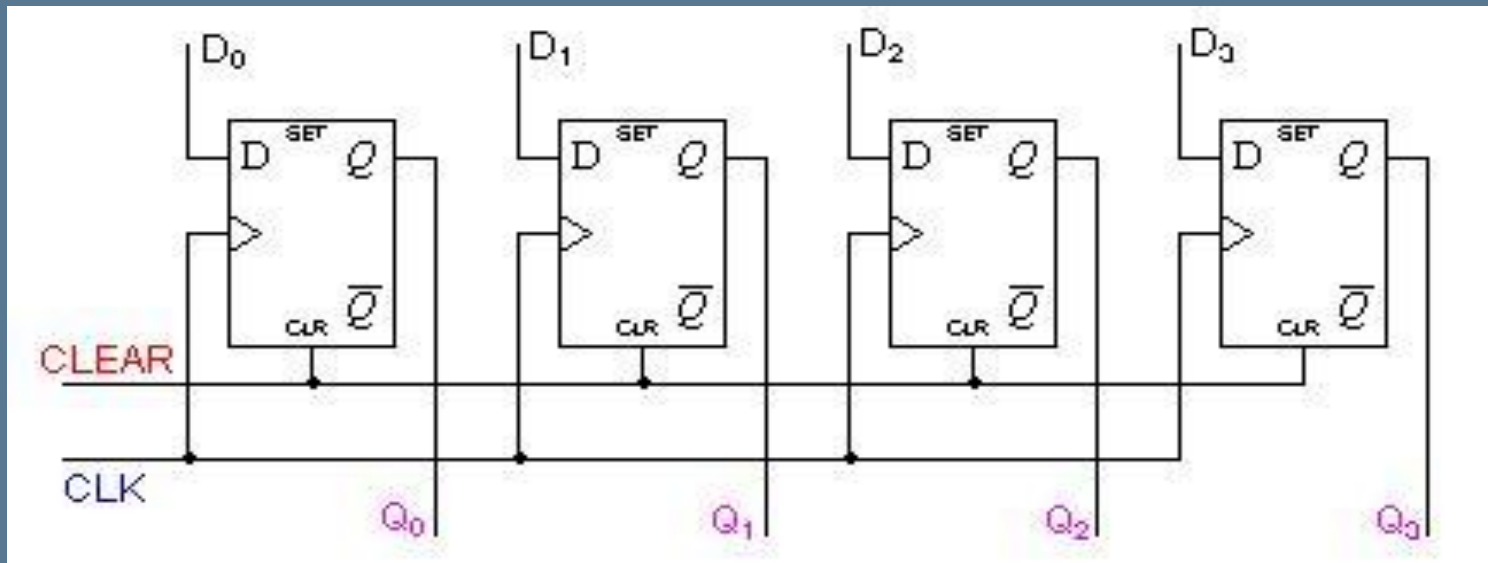 D₀ D₁ D₂ D₃
SET SET SET SET
D Q D Q D Q D Q
Q̅ Q̅ Q̅ Q̅
CLR CLR CLR CLR
CLEAR
CLK
Q₀ Q₁ Q₂ Q₃